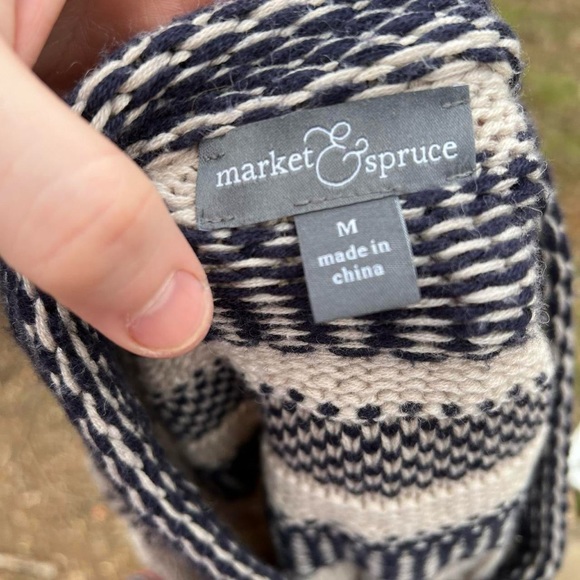 market & spruce
M
made in
china